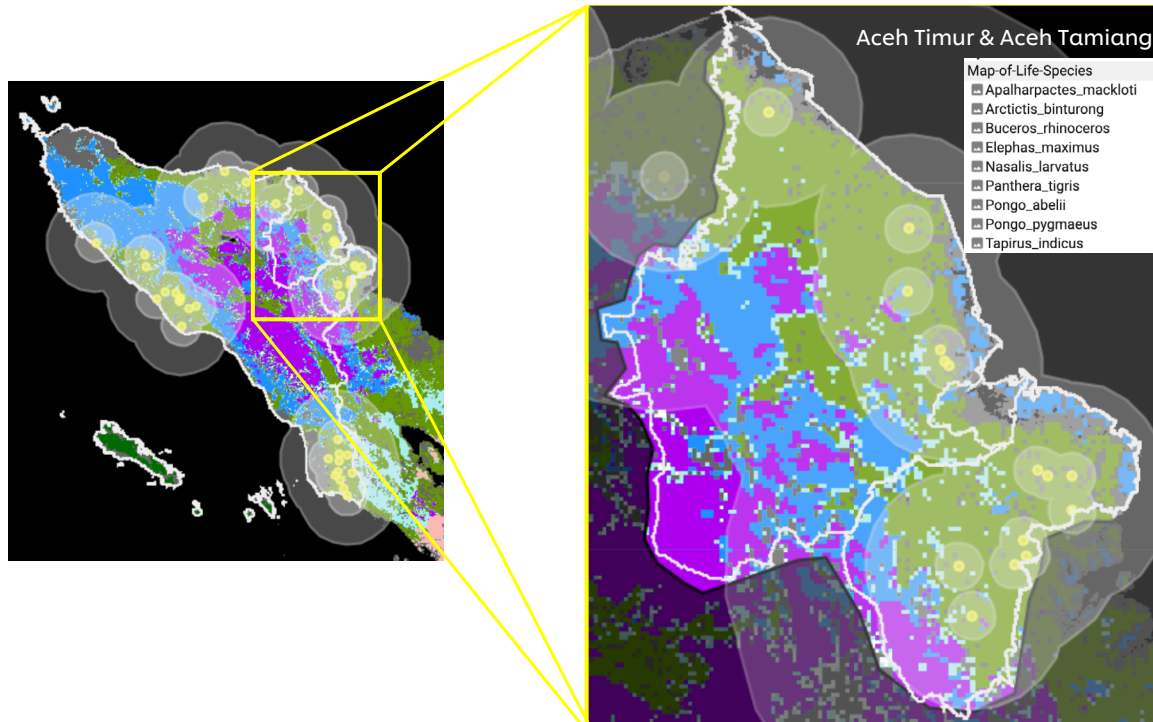 Aceh Timur & Aceh Tamiang
Map-of-Life-Species
Apalharpactes_mackloti
Arctictis_binturong
Buceros_rhinoceros
Elephas_maximus
Nasalis_larvatus
Panthera_tigris
Pongo_abelii
Pongo_pygmaeus
Tapirus_indicus